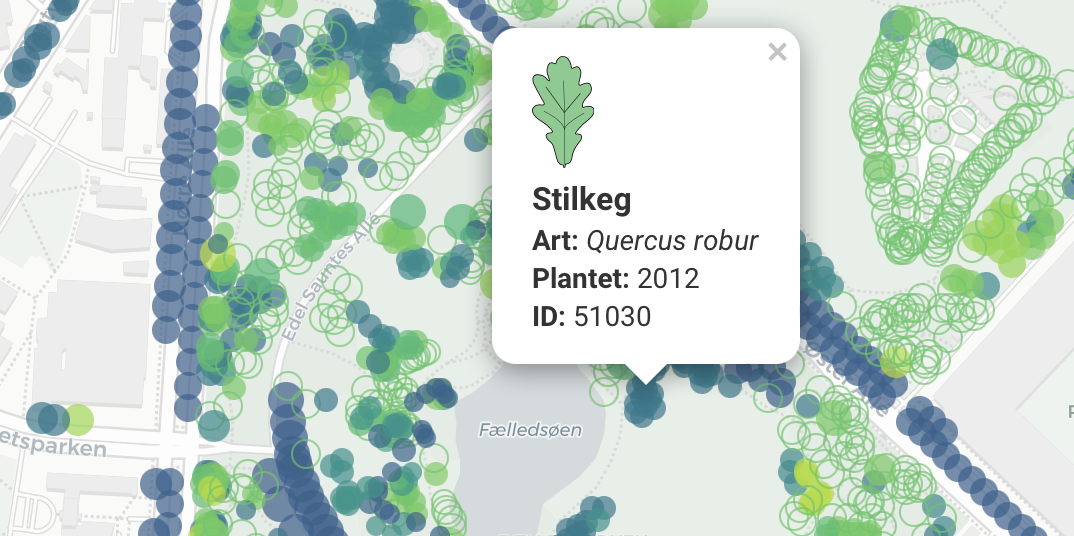 ×
Stilkeg
Art: Quercus robur
Plantet: 2012
ID: 51030
Edel Sauntes Allé
etsparken
Fælledsøen